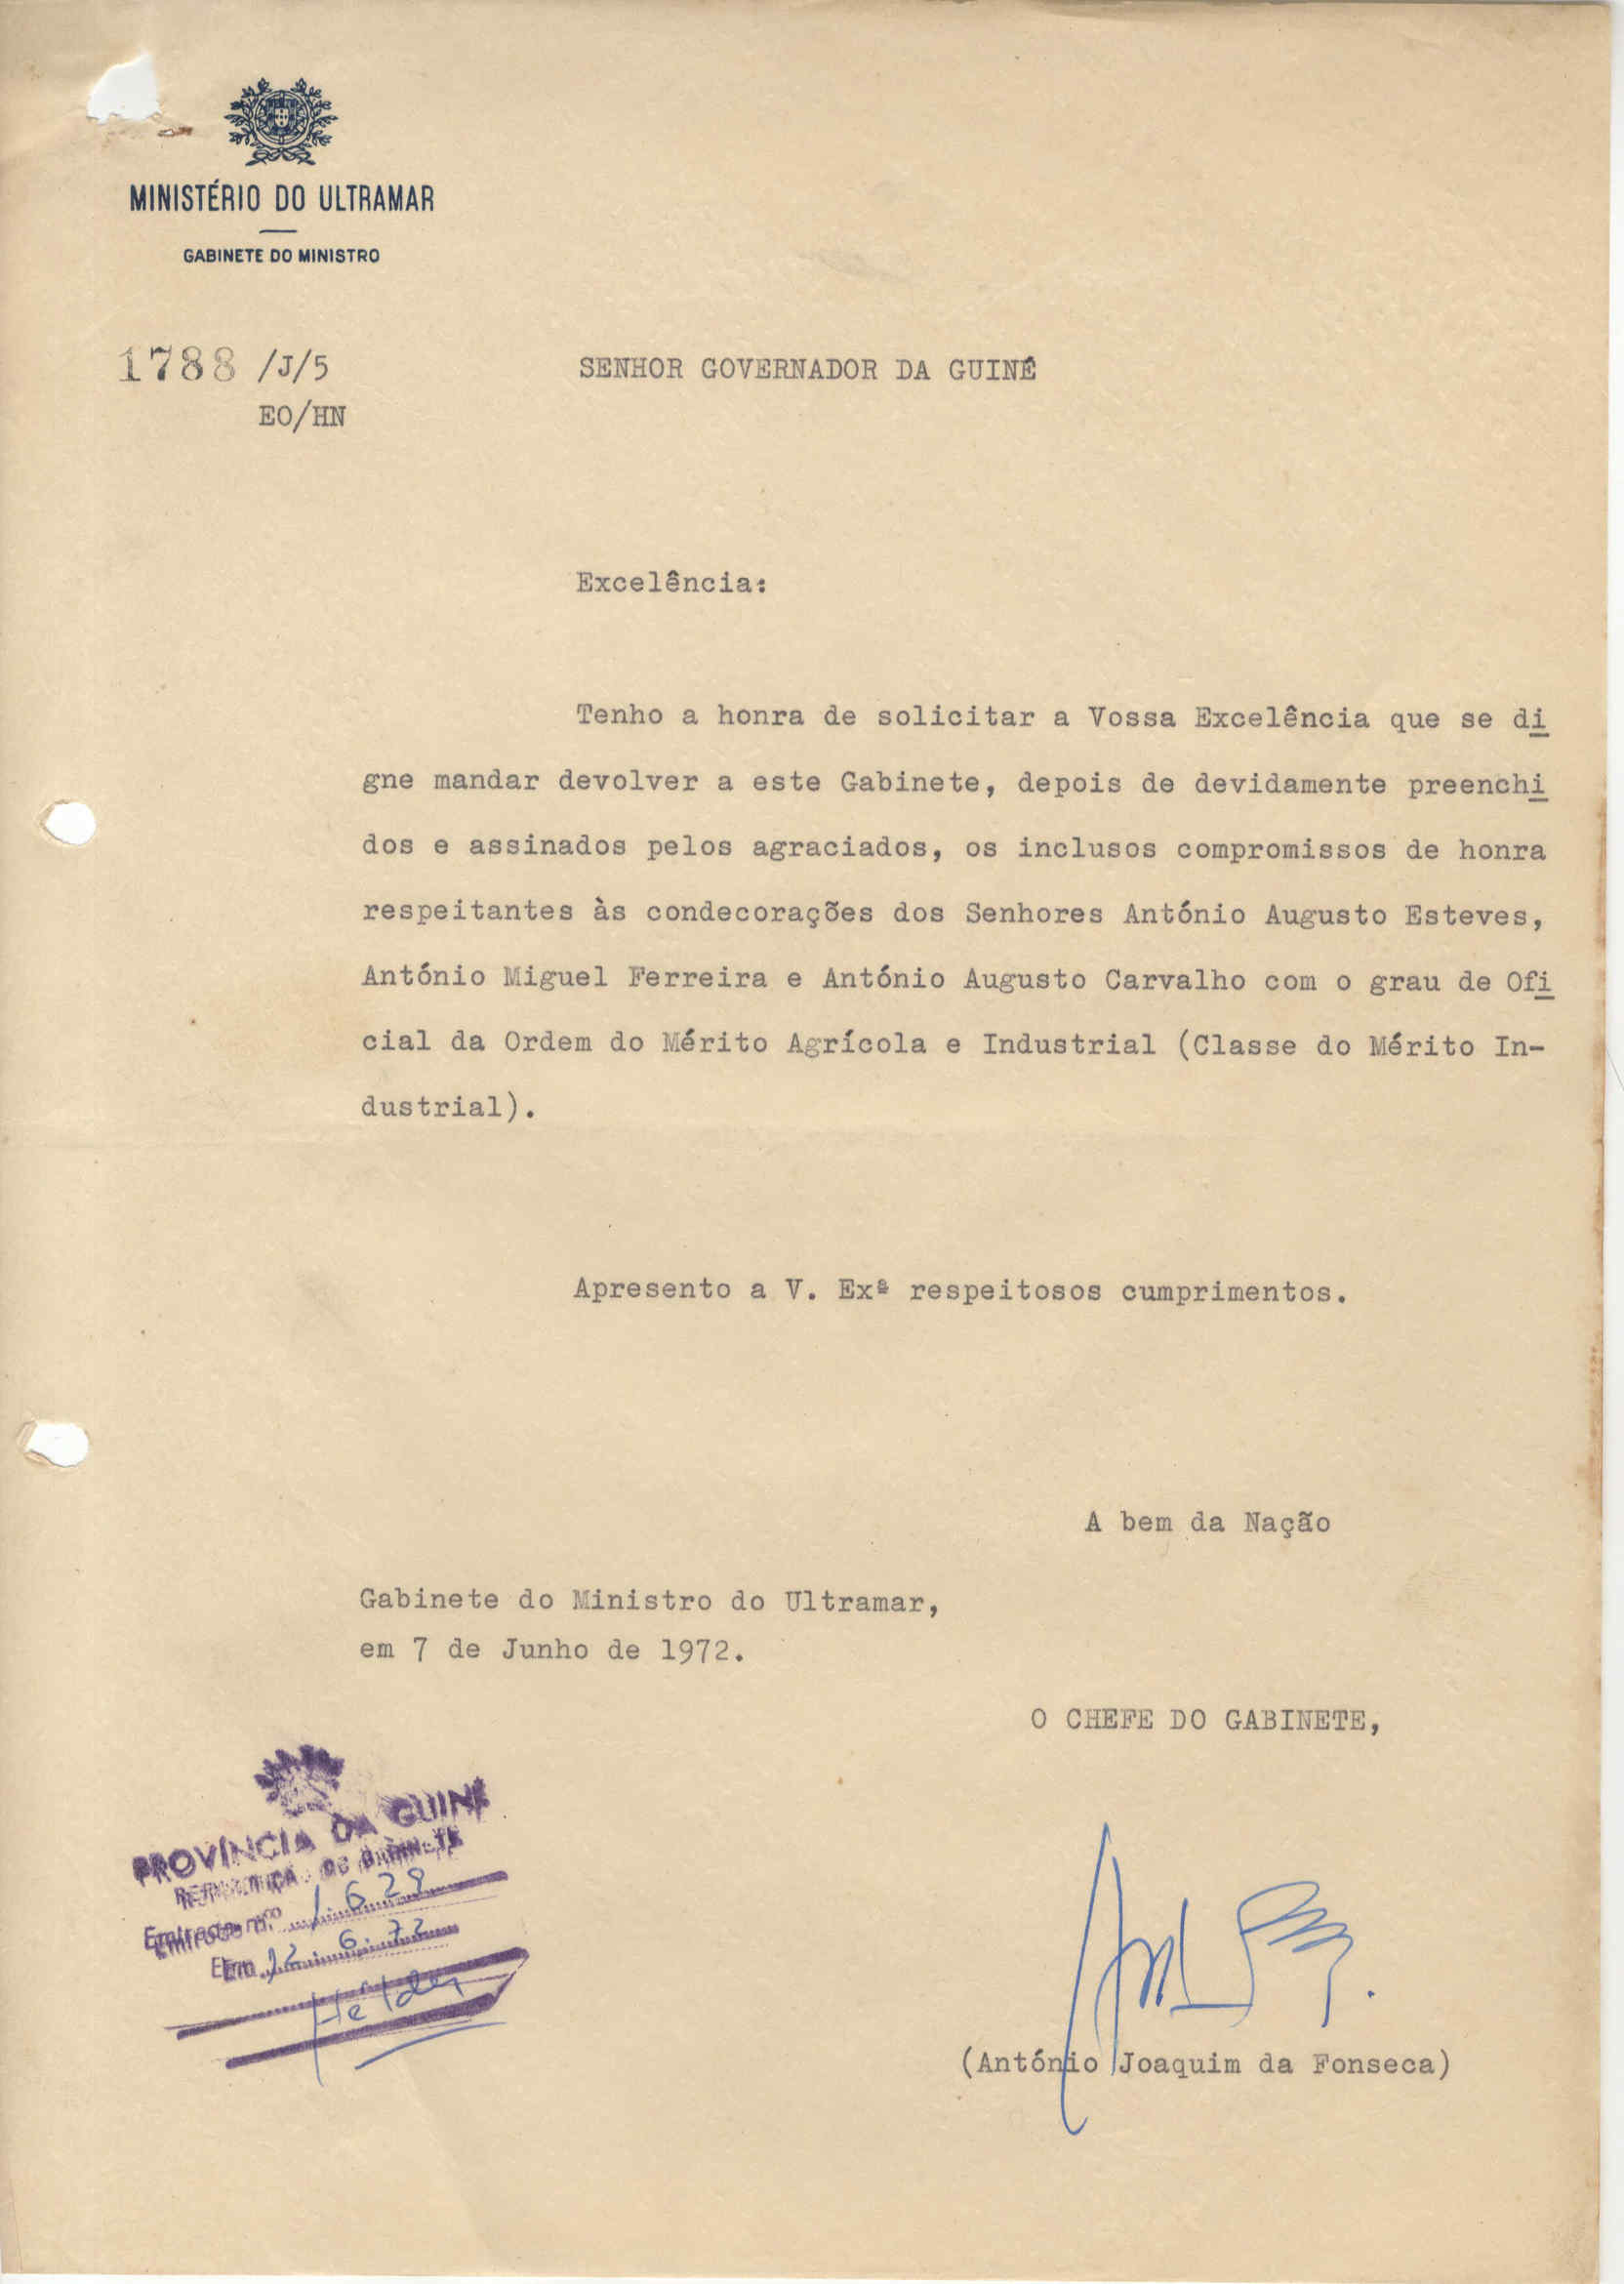 MINISTÉRIO DO ULTRAMAR
GABINETE DO MINISTRO
1788 /J/5
EO/HN
SENHOR GOVERNADOR DA GUINÉ
Excelência:
Tenho a honra de solicitar a Vossa Excelência que se di
gne mandar devolver a este Gabinete, depois de devidamente preenchi
dos e assinados pelos agraciados, os inclusos compromissos de honra
respeitantes às condecorações dos Senhores António Augusto Esteves,
António Miguel Ferreira e António Augusto Carvalho com o grau de Ofi
cial da Ordem do Mérito Agrícola e Industrial (Classe do Mérito In-
dustrial).
Apresento a V. Exª respeitosos cumprimentos.
A bem da Nação
Gabinete do Ministro do Ultramar,
em 7 de Junho de 1972.
O CHEFE DO GABINETE,
(António Joaquim da Fonseca)
PROVÍNCIA DA GUINÉ
Entrada n.º 1629
Em 12.6.72
Hélder